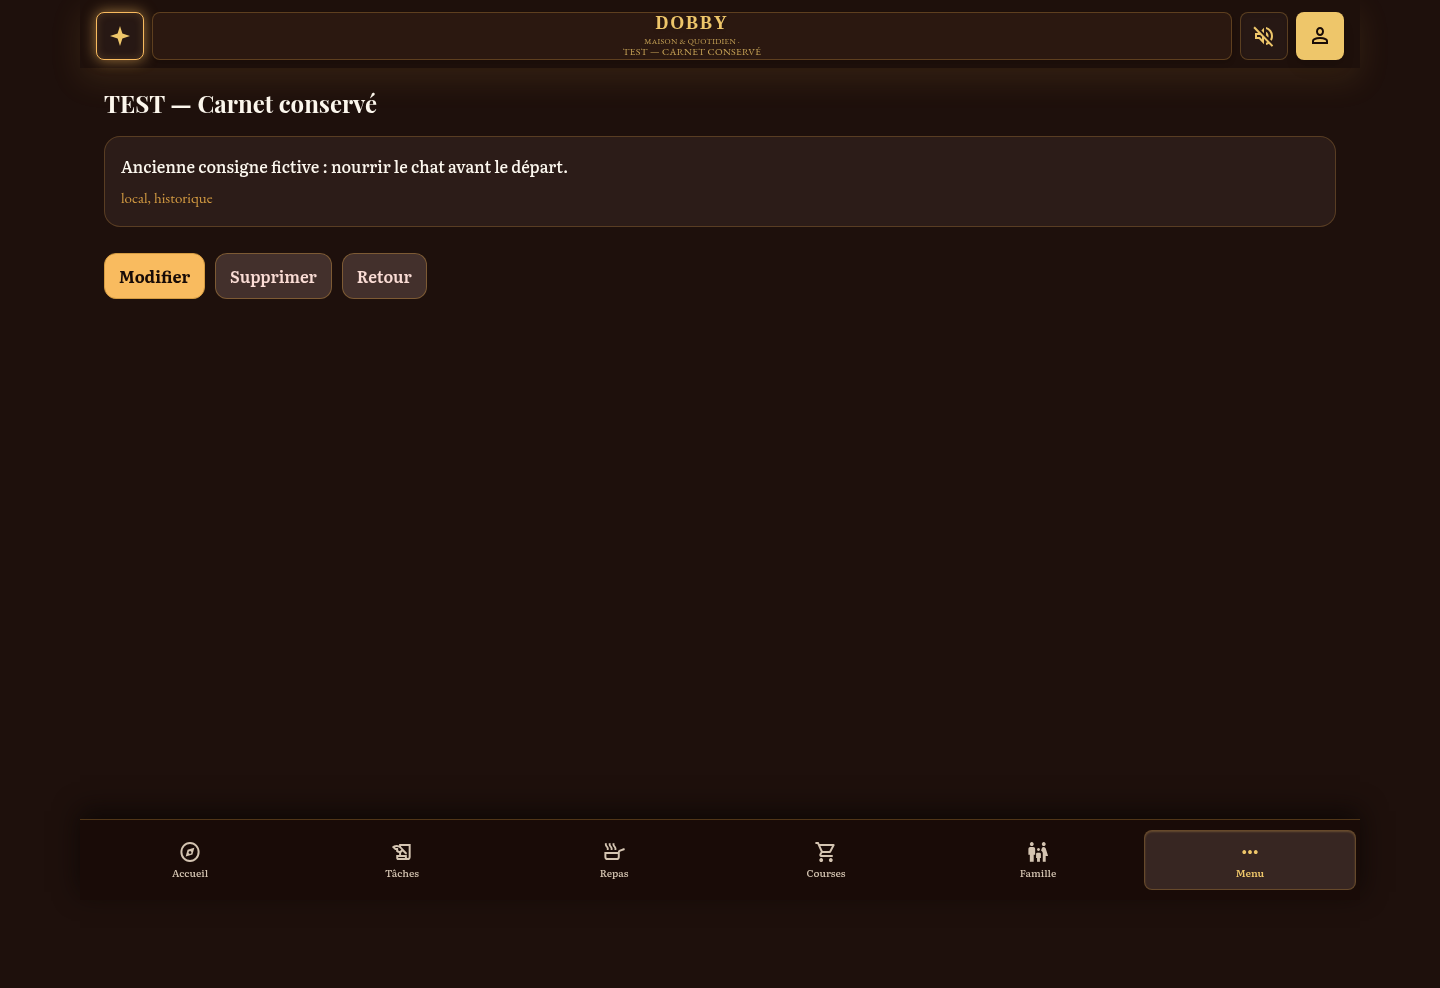 DOBBY
MAISON & QUOTIDIEN ·
TEST — CARNET CONSERVÉ
TEST — Carnet conservé
Ancienne consigne fictive : nourrir le chat avant le départ.
local, historique
Modifier
Supprimer
Retour
Accueil
Tâches
Repas
Courses
Famille
Menu